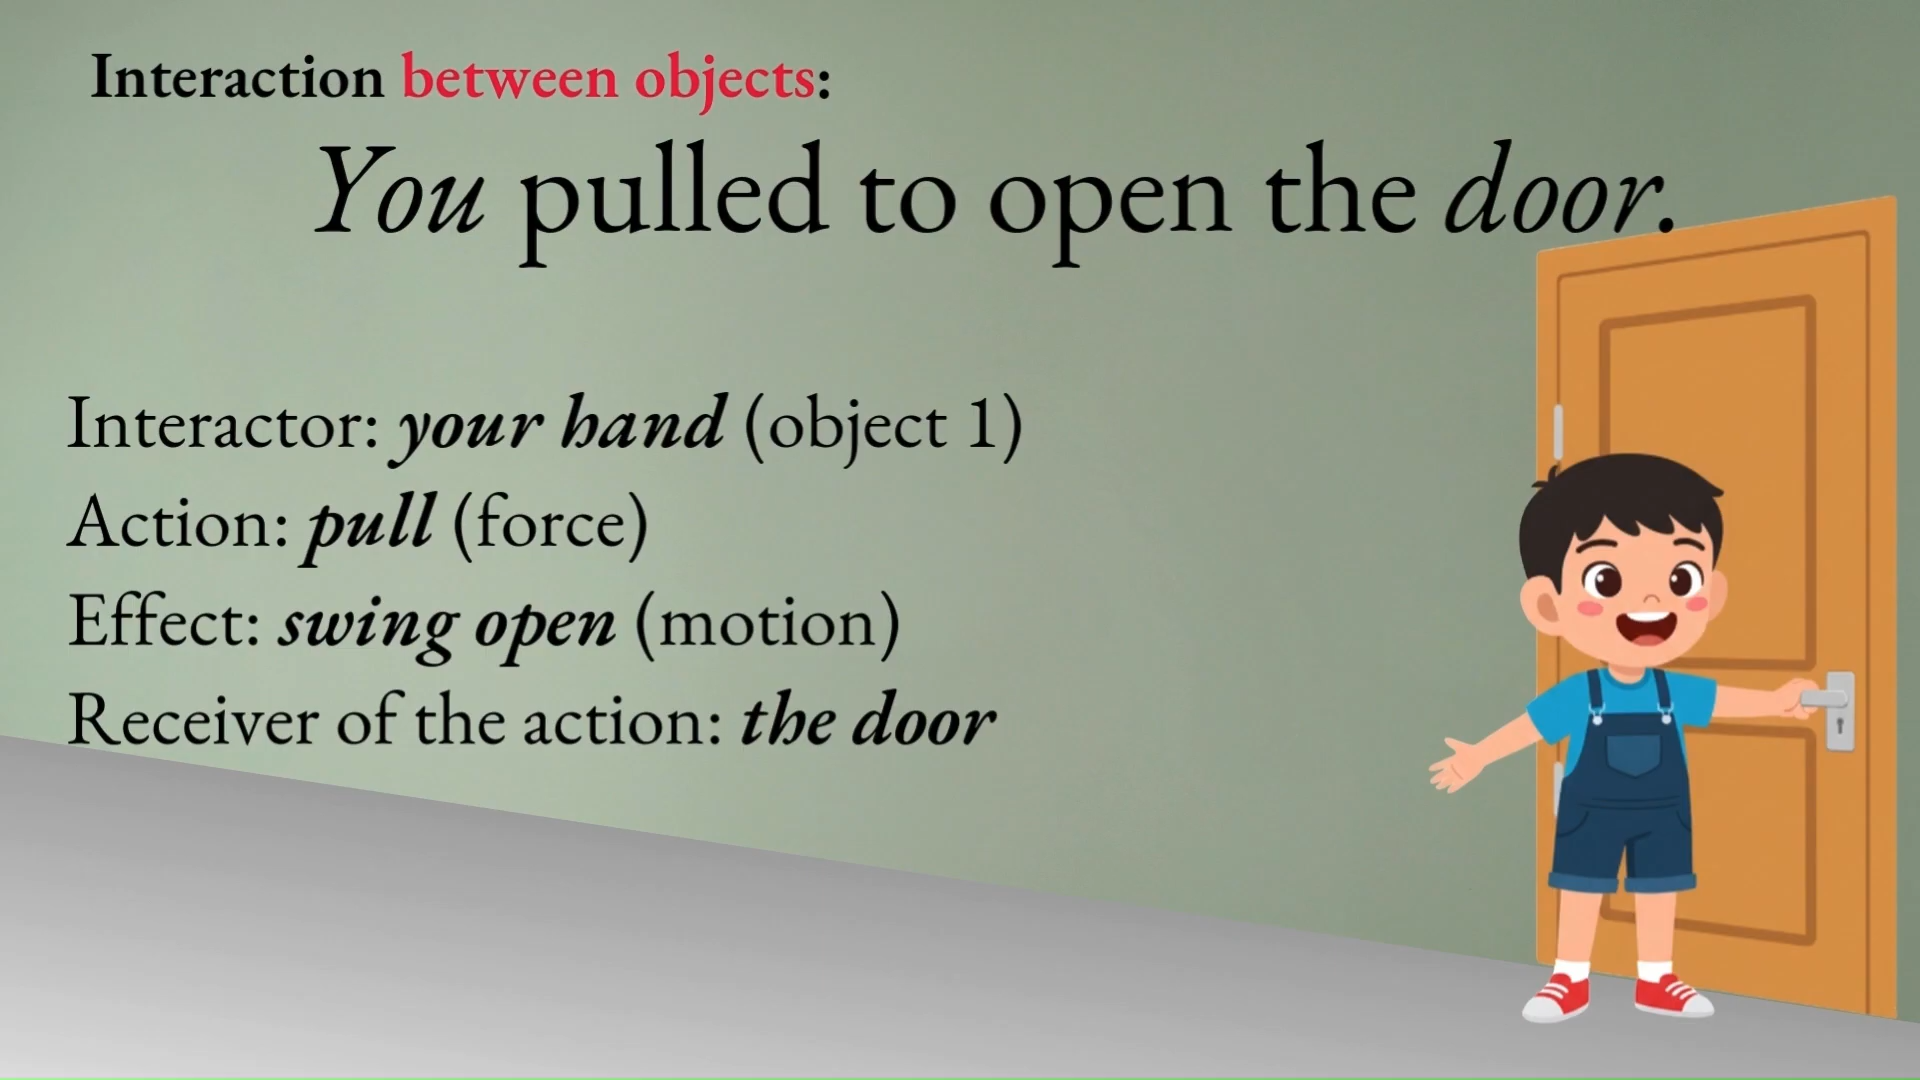 Interaction between objects:
You pulled to open the door.
Interactor: your hand (object 1)
Action: pull (force)
Effect: swing open (motion)
Receiver of the action: the door